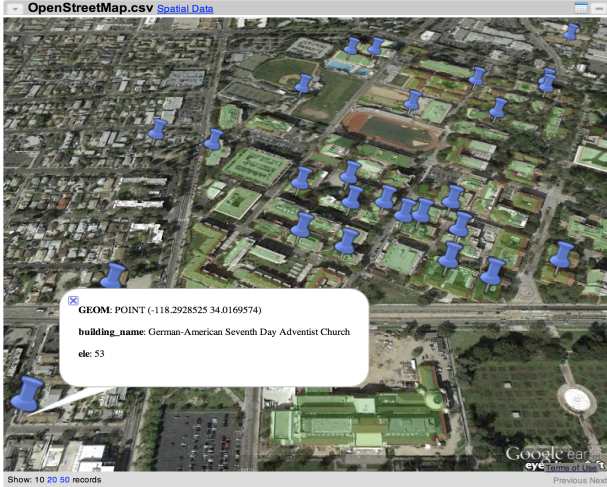 OpenStreetMap.csv Spatial Data
GEOM: POINT (-118.2928525 34.0169574)
building_name: German-American Seventh Day Adventist Church
ele: 53
Google earth
Terms of Use
Show: 10 20 50 records
Previous Next